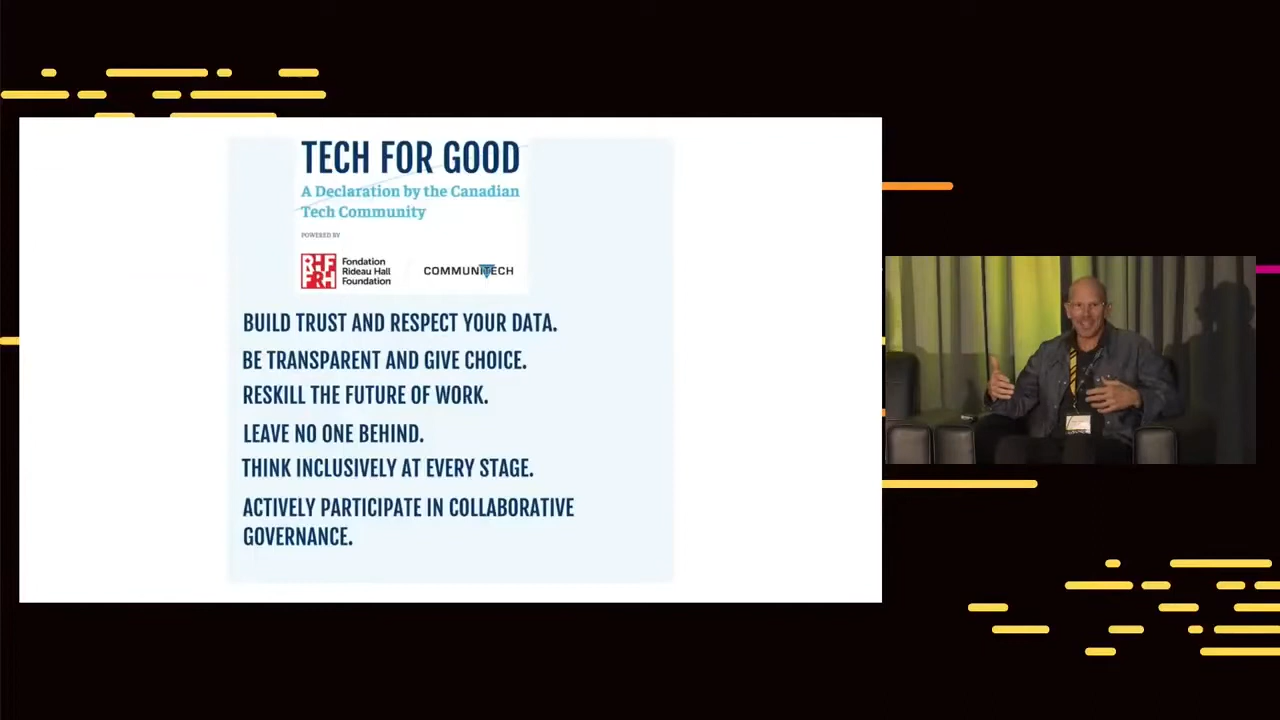 TECH FOR GOOD
A Declaration by the Canadian
Tech Community
POWERED BY
RHF
FRH
Fondation
Rideau Hall
Foundation
COMMUNITECH
BUILD TRUST AND RESPECT YOUR DATA.
BE TRANSPARENT AND GIVE CHOICE.
RESKILL THE FUTURE OF WORK.
LEAVE NO ONE BEHIND.
THINK INCLUSIVELY AT EVERY STAGE.
ACTIVELY PARTICIPATE IN COLLABORATIVE
GOVERNANCE.